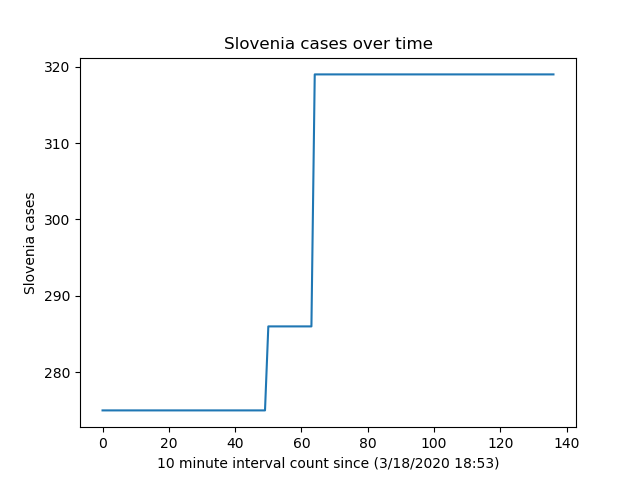 Slovenia cases over time
320
310
300
290
280
Slovenia cases
0 20 40 60 80 100 120 140
10 minute interval count since (3/18/2020 18:53)